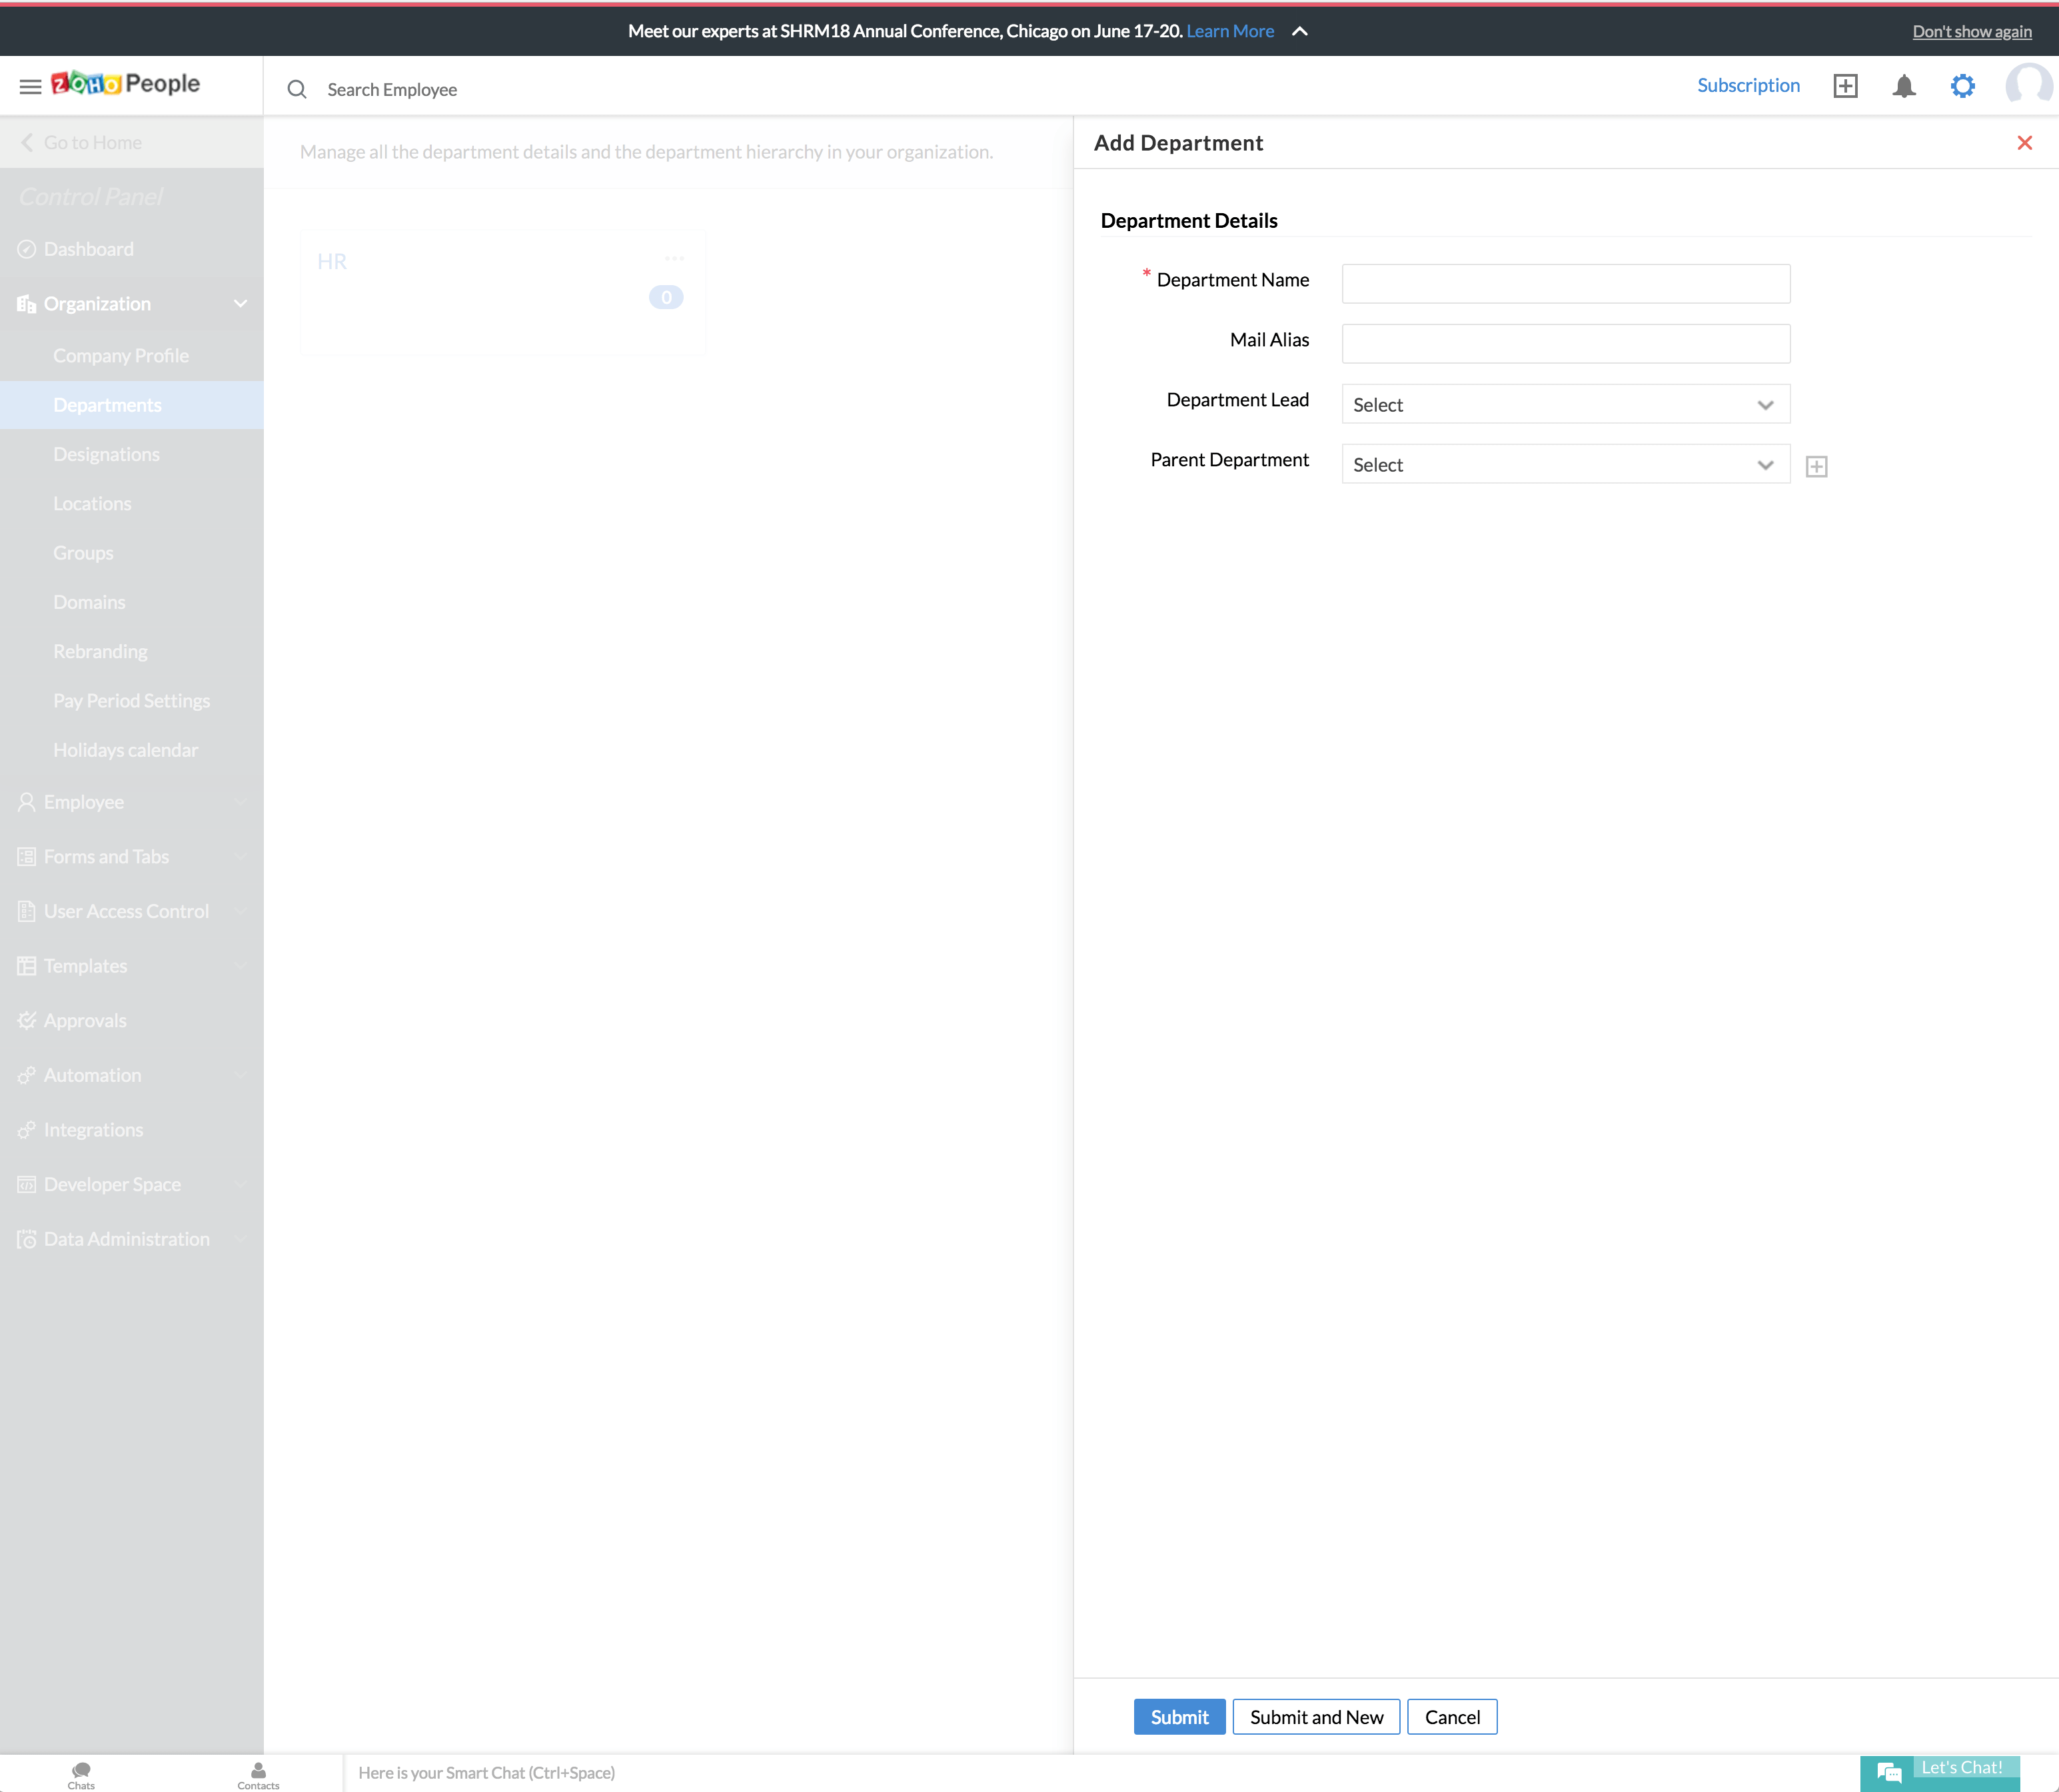 Meet our experts at SHRM18 Annual Conference, Chicago on June 17-20. Learn More
Don't show again
ZOHO People
Search Employee
Subscription
Go to Home
Control Panel
Dashboard
Organization
Company Profile
Departments
Designations
Locations
Groups
Domains
Rebranding
Pay Period Settings
Holidays calendar
Employee
Forms and Tabs
User Access Control
Templates
Approvals
Automation
Integrations
Developer Space
Data Administration
Manage all the department details and the department hierarchy in your organization.
HR
0
Add Department
Department Details
* Department Name
Mail Alias
Department Lead
Select
Parent Department
Select
Submit
Submit and New
Cancel
Chats
Contacts
Here is your Smart Chat (Ctrl+Space)
Let's Chat!